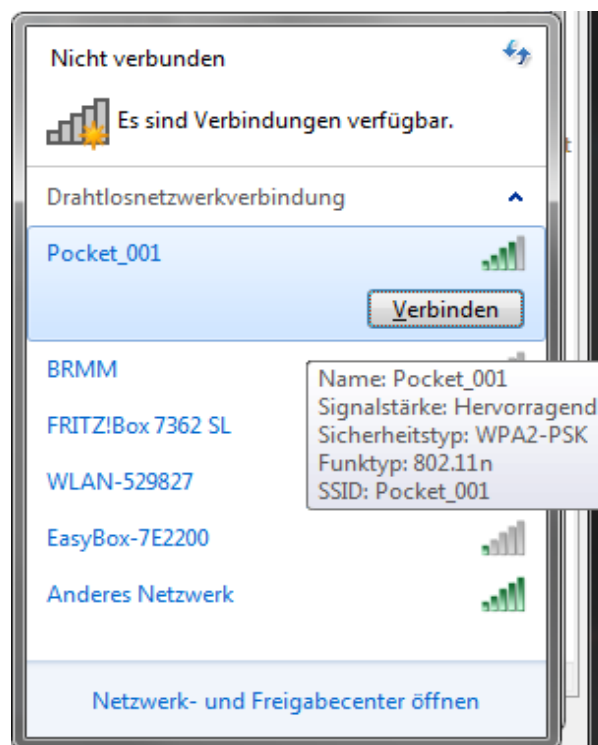 Nicht verbunden
Es sind Verbindungen verfügbar.
Drahtlosnetzwerkverbindung
Pocket_001
Verbinden
BRMM
Name: Pocket_001
Signalstärke: Hervorragend
Sicherheitstyp: WPA2-PSK
Funktyp: 802.11n
SSID: Pocket_001
FRITZ!Box 7362 SL
WLAN-529827
EasyBox-7E2200
Anderes Netzwerk
Netzwerk- und Freigabecenter öffnen